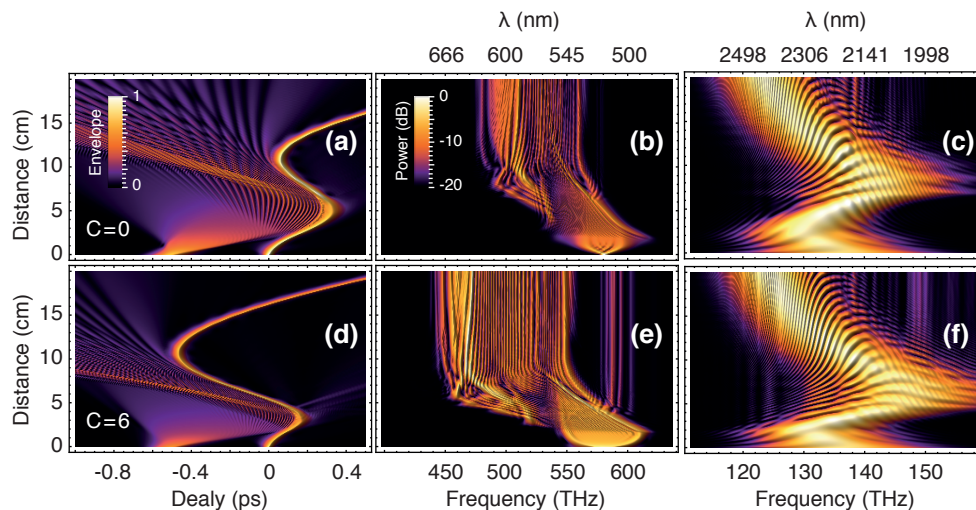 λ (nm) λ (nm)
666 600 545 500 2498 2306 2141 1998
Distance (cm) 15 10 5 0
Envelope 1 0
(a)
C=0
Power (dB) 0 -10 -20
(b)
(c)
Distance (cm) 15 10 5 0
(d)
C=6
(e)
(f)
-0.8 -0.4 0 0.4 450 500 550 600 120 130 140 150
Dealy (ps) Frequency (THz) Frequency (THz)